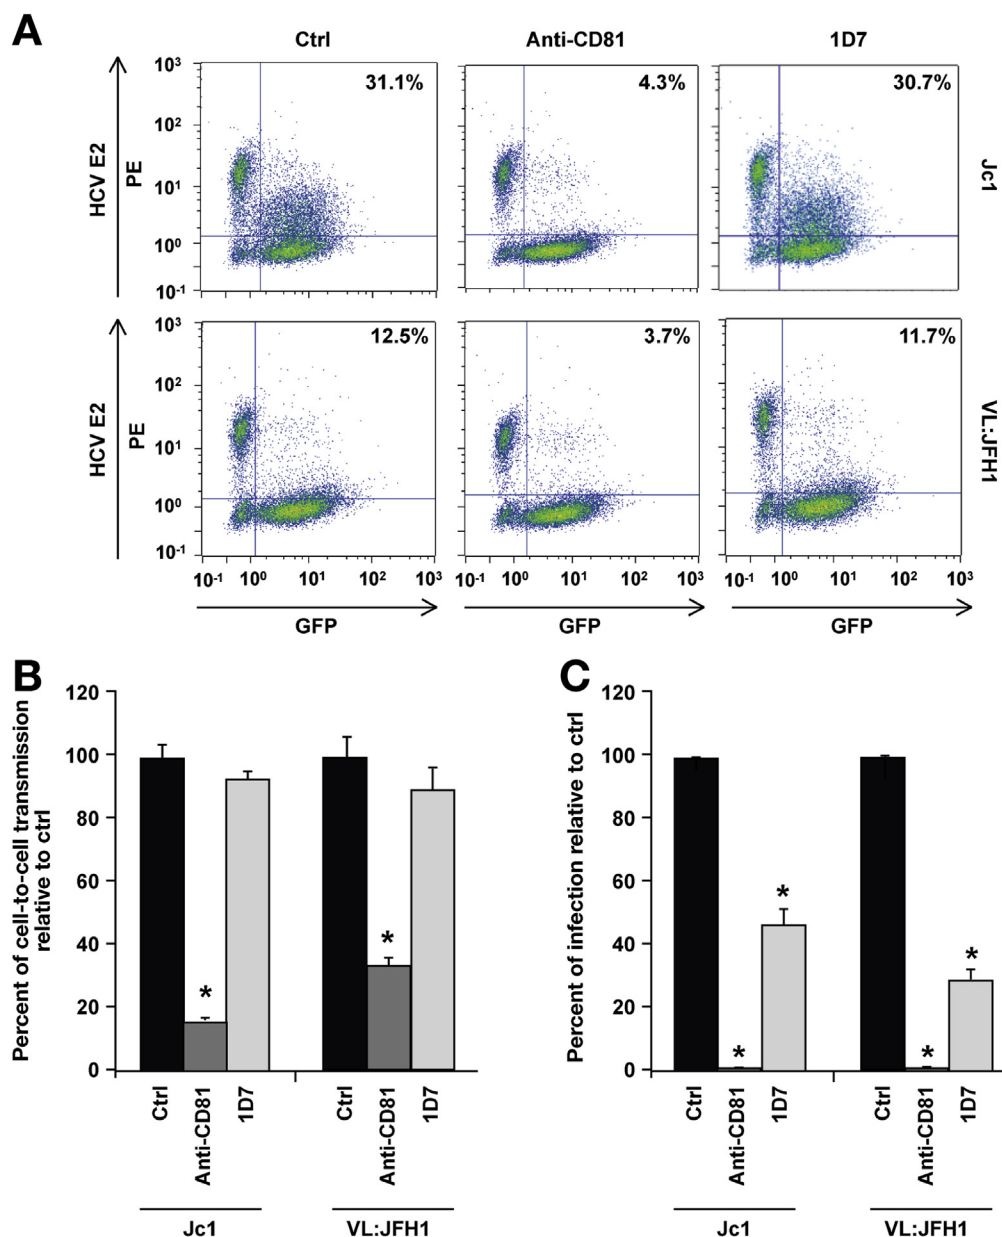 A
Ctrl Anti-CD81 1D7
HCV E2
PE
10³
10²
10¹
10⁰
10⁻¹
31.1%
4.3%
30.7%
Jc1
HCV E2
PE
10³
10²
10¹
10⁰
10⁻¹
12.5%
3.7%
11.7%
VL:JFH1
10⁻¹ 10⁰ 10¹ 10² 10³
10⁻¹ 10⁰ 10¹ 10² 10³
10⁻¹ 10⁰ 10¹ 10² 10³
GFP GFP GFP
B
Percent of cell-to-cell transmission
relative to ctrl
120
100
80
60
40
20
0
*
*
Ctrl
Anti-CD81
1D7
Ctrl
Anti-CD81
1D7
Jc1 VL:JFH1
C
Percent of infection relative to ctrl
120
100
80
60
40
20
0
*
*
*
*
Ctrl
Anti-CD81
1D7
Ctrl
Anti-CD81
1D7
Jc1 VL:JFH1